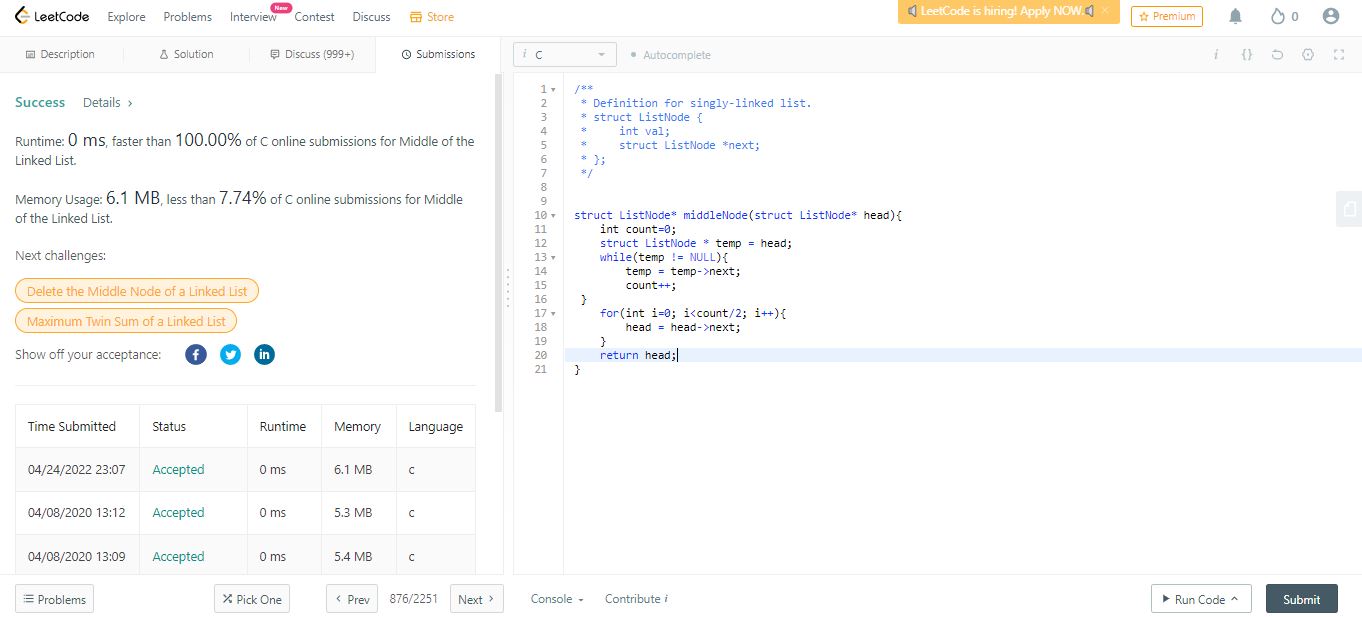 LeetCode Explore Problems Interview New Contest Discuss Store LeetCode is hiring! Apply NOW. × Premium 0
Description Solution Discuss (999+) Submissions
i C Autocomplete i {}
Success Details ›
Runtime: 0 ms, faster than 100.00% of C online submissions for Middle of the
Linked List.
Memory Usage: 6.1 MB, less than 7.74% of C online submissions for Middle
of the Linked List.
Next challenges:
Delete the Middle Node of a Linked List
Maximum Twin Sum of a Linked List
Show off your acceptance: f in
Time Submitted Status Runtime Memory Language
04/24/2022 23:07 Accepted 0 ms 6.1 MB c
04/08/2020 13:12 Accepted 0 ms 5.3 MB c
04/08/2020 13:09 Accepted 0 ms 5.4 MB c
1 /**
2  * Definition for singly-linked list.
3  * struct ListNode {
4  *     int val;
5  *     struct ListNode *next;
6  * };
7  */
8
9
10 struct ListNode* middleNode(struct ListNode* head){
11     int count=0;
12     struct ListNode * temp = head;
13     while(temp != NULL){
14         temp = temp->next;
15         count++;
16  }
17     for(int i=0; i<count/2; i++){
18         head = head->next;
19     }
20     return head;
21 }
Problems Pick One ‹ Prev 876/2251 Next › Console Contribute i Run Code Submit